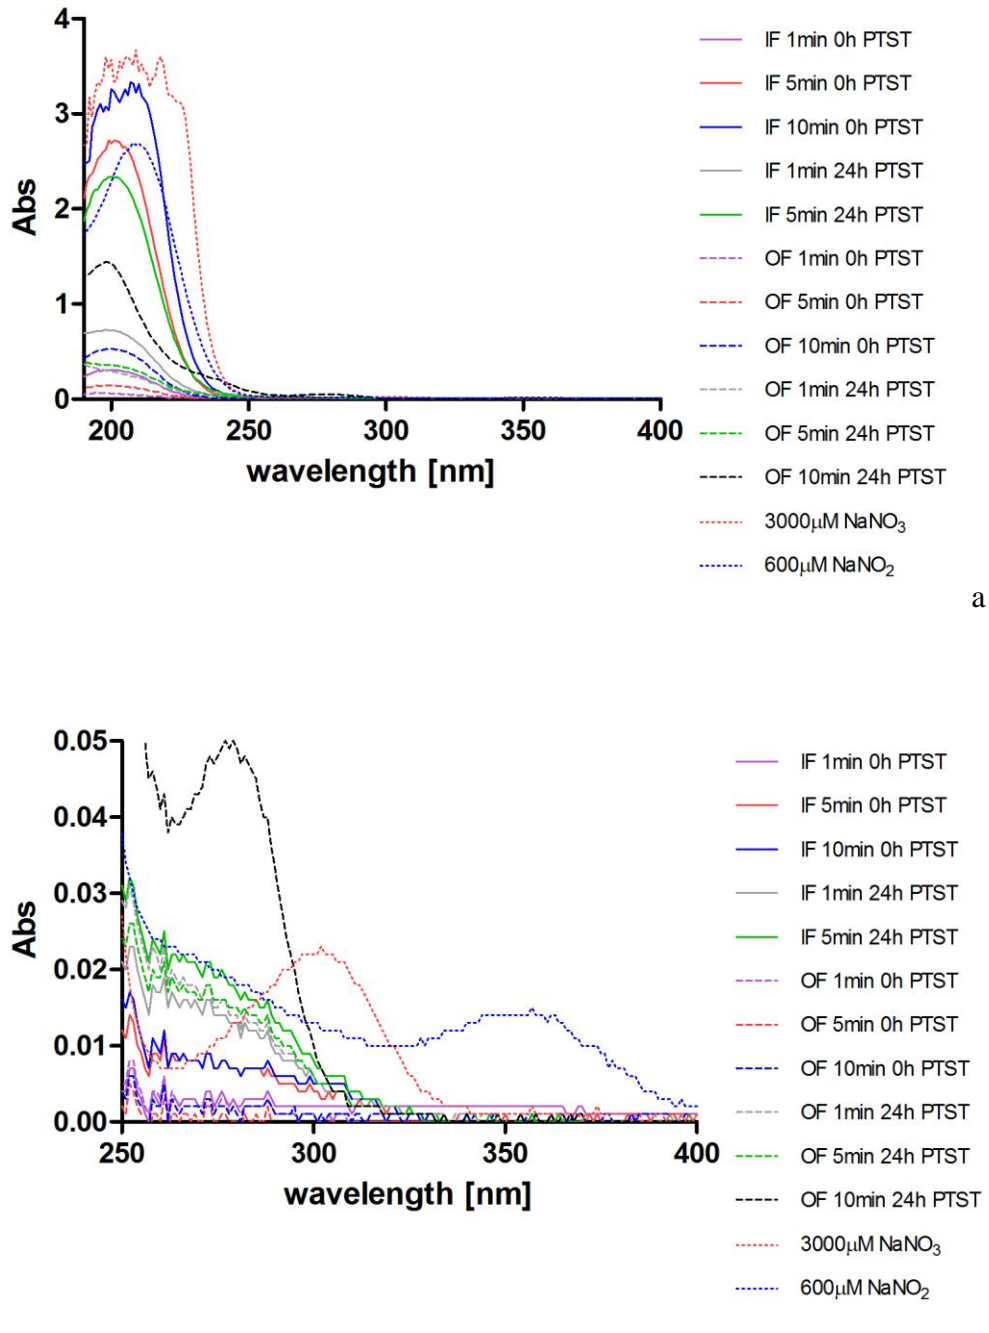 4
3
2
1
0
Abs
200
250
300
350
400
wavelength [nm]
IF 1min 0h PTST
IF 5min 0h PTST
IF 10min 0h PTST
IF 1min 24h PTST
IF 5min 24h PTST
OF 1min 0h PTST
OF 5min 0h PTST
OF 10min 0h PTST
OF 1min 24h PTST
OF 5min 24h PTST
OF 10min 24h PTST
3000μM NaNO3
600μM NaNO2
a
0.05
0.04
0.03
0.02
0.01
0.00
Abs
250
300
350
400
wavelength [nm]
IF 1min 0h PTST
IF 5min 0h PTST
IF 10min 0h PTST
IF 1min 24h PTST
IF 5min 24h PTST
OF 1min 0h PTST
OF 5min 0h PTST
OF 10min 0h PTST
OF 1min 24h PTST
OF 5min 24h PTST
OF 10min 24h PTST
3000μM NaNO3
600μM NaNO2